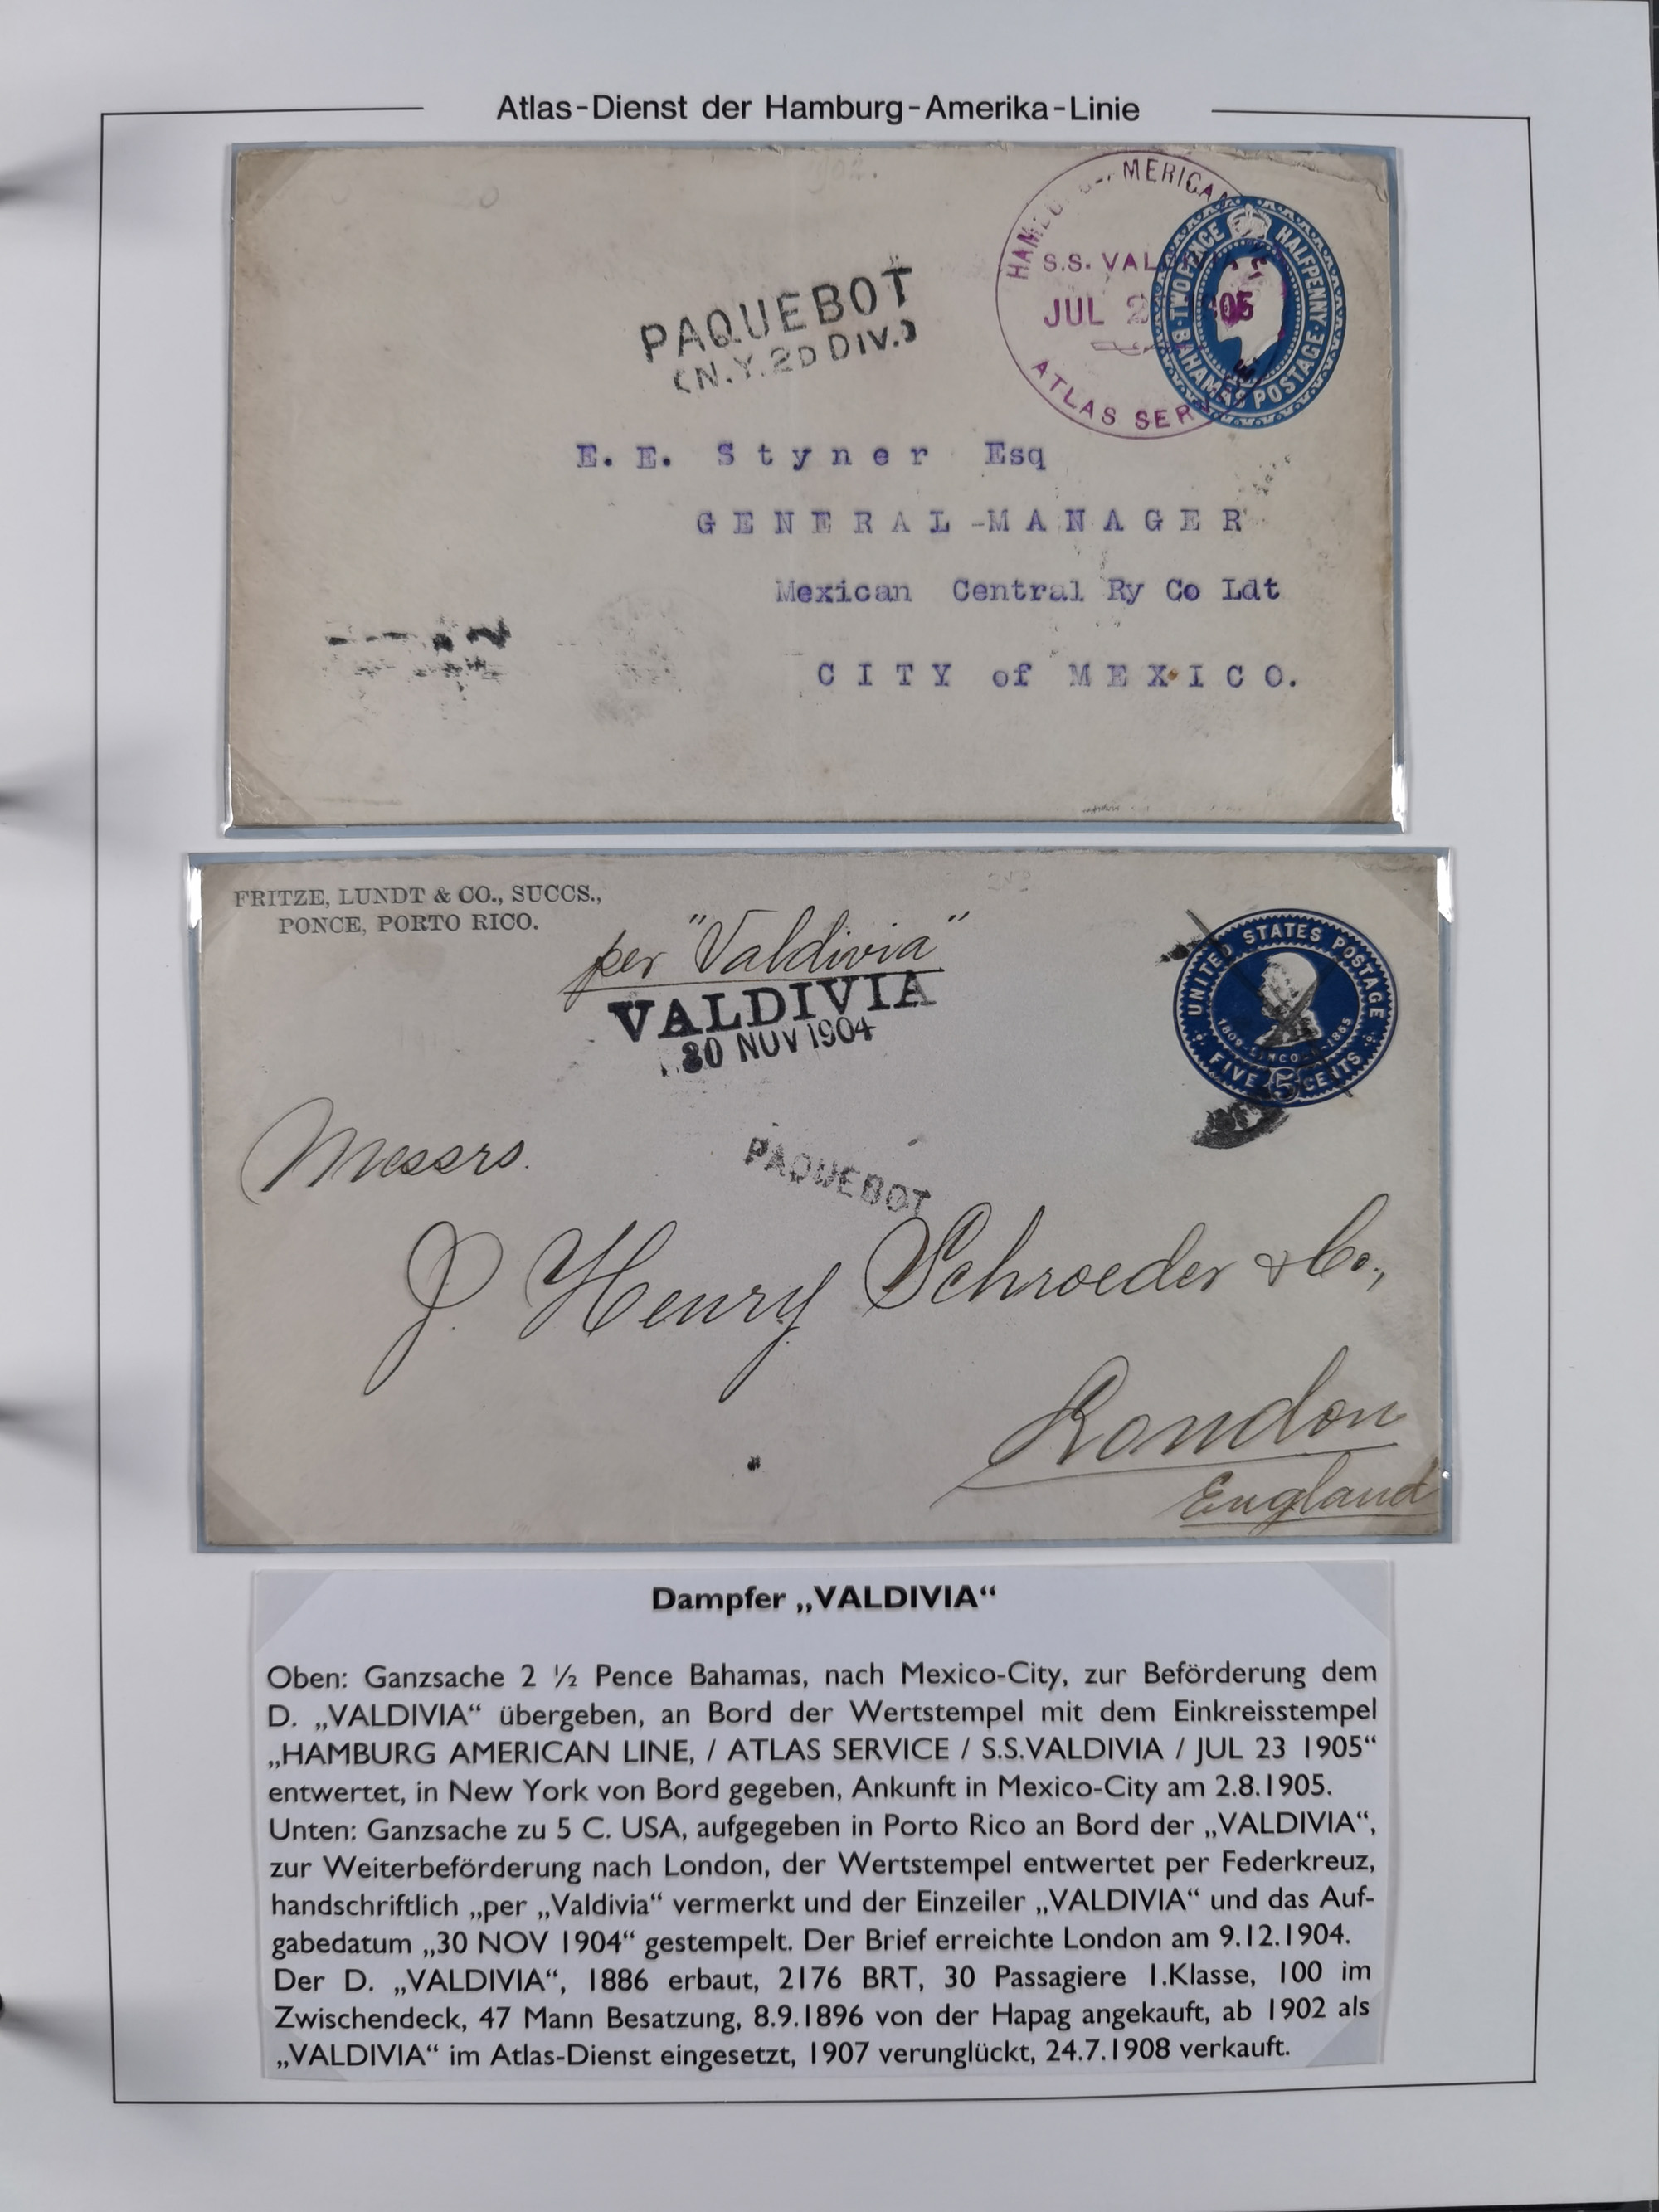 Atlas-Dienst der Hamburg-Amerika-Linie
1902.
MERICAN
S.S. VAL
JUL 2 05
ATLAS SER
TWO PENCE HALFPENNY
BAHAMAS POSTAGE
PAQUEBOT
(N.Y. 2D DIV.)
E. E. Styner Esq
GENERAL-MANAGER
Mexican Central Ry Co Ldt
CITY of MEXICO.
FRITZE, LUNDT & CO., SUCCS.,
PONCE, PORTO RICO.
per "Valdivia"
VALDIVIA
30 NOV 1904
UNITED STATES POSTAGE
1809-LINCOLN-1865
FIVE 5 CENTS
Messrs.
PAQUEBOT
J. Henry Schroeder & Co.,
London
England
Dampfer „VALDIVIA“
Oben: Ganzsache 2 ½ Pence Bahamas, nach Mexico-City, zur Beförderung dem
D. „VALDIVIA“ übergeben, an Bord der Wertstempel mit dem Einkreisstempel
„HAMBURG AMERICAN LINE, / ATLAS SERVICE / S.S.VALDIVIA / JUL 23 1905“
entwertet, in New York von Bord gegeben, Ankunft in Mexico-City am 2.8.1905.
Unten: Ganzsache zu 5 C. USA, aufgegeben in Porto Rico an Bord der „VALDIVIA“,
zur Weiterbeförderung nach London, der Wertstempel entwertet per Federkreuz,
handschriftlich „per „Valdivia“ vermerkt und der Einzeiler „VALDIVIA“ und das Auf-
gabedatum „30 NOV 1904“ gestempelt. Der Brief erreichte London am 9.12.1904.
Der D. „VALDIVIA“, 1886 erbaut, 2176 BRT, 30 Passagiere 1.Klasse, 100 im
Zwischendeck, 47 Mann Besatzung, 8.9.1896 von der Hapag angekauft, ab 1902 als
„VALDIVIA“ im Atlas-Dienst eingesetzt, 1907 verunglückt, 24.7.1908 verkauft.